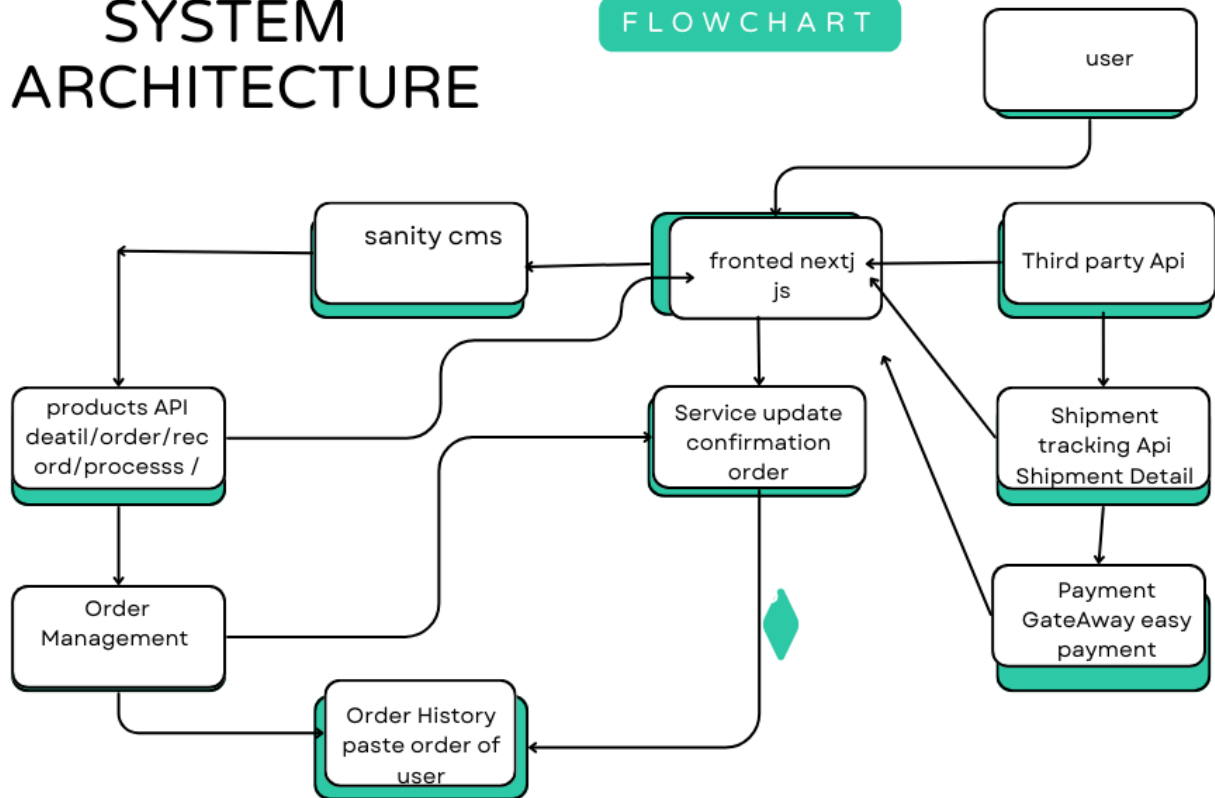 SYSTEM
ARCHITECTURE
FLOWCHART
user
sanity cms
fronted nextj
js
Third party Api
products API
deatil/order/rec
ord/processs /
Service update
confirmation
order
Shipment
tracking Api
Shipment Detail
Order
Management
Payment
GateAway easy
payment
Order History
paste order of
user